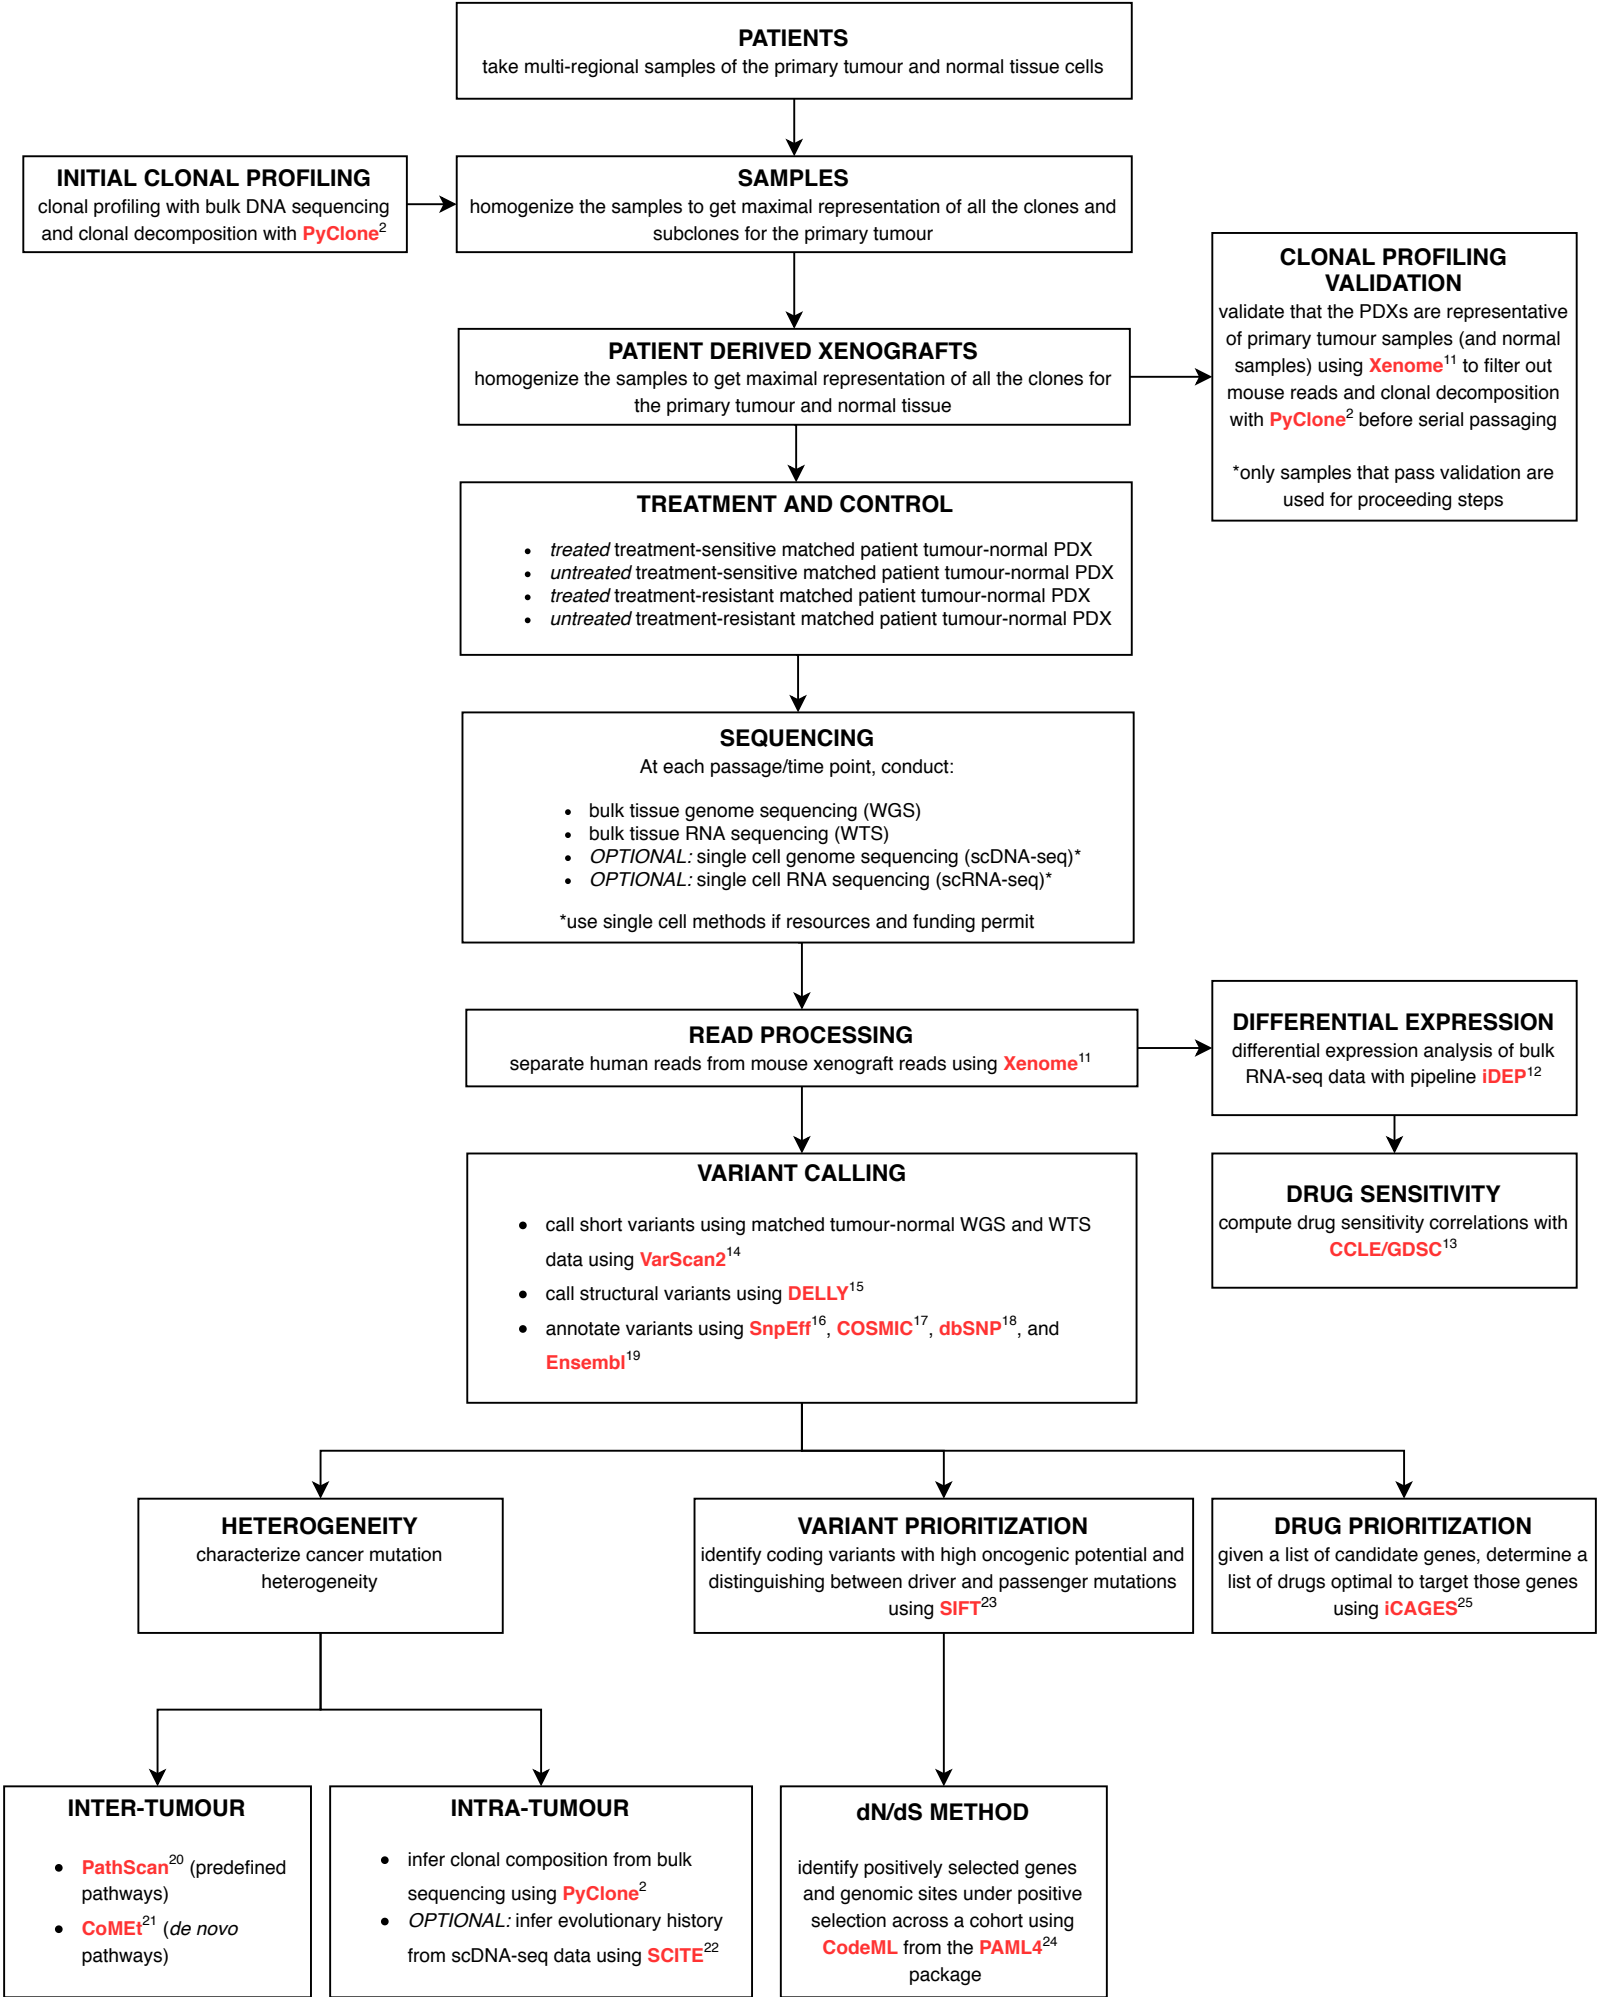 PATIENTS
take multi-regional samples of the primary tumour and normal tissue cells
INITIAL CLONAL PROFILING
clonal profiling with bulk DNA sequencing
and clonal decomposition with PyClone²
SAMPLES
homogenize the samples to get maximal representation of all the clones and
subclones for the primary tumour
CLONAL PROFILING
VALIDATION
validate that the PDXs are representative
of primary tumour samples (and normal
samples) using Xenome¹¹ to filter out
mouse reads and clonal decomposition
with PyClone² before serial passaging
*only samples that pass validation are
used for proceeding steps
PATIENT DERIVED XENOGRAFTS
homogenize the samples to get maximal representation of all the clones for
the primary tumour and normal tissue
TREATMENT AND CONTROL
• treated treatment-sensitive matched patient tumour-normal PDX
• untreated treatment-sensitive matched patient tumour-normal PDX
• treated treatment-resistant matched patient tumour-normal PDX
• untreated treatment-resistant matched patient tumour-normal PDX
SEQUENCING
At each passage/time point, conduct:
• bulk tissue genome sequencing (WGS)
• bulk tissue RNA sequencing (WTS)
• OPTIONAL: single cell genome sequencing (scDNA-seq)*
• OPTIONAL: single cell RNA sequencing (scRNA-seq)*
*use single cell methods if resources and funding permit
READ PROCESSING
separate human reads from mouse xenograft reads using Xenome¹¹
DIFFERENTIAL EXPRESSION
differential expression analysis of bulk
RNA-seq data with pipeline iDEP¹²
DRUG SENSITIVITY
compute drug sensitivity correlations with
CCLE/GDSC¹³
VARIANT CALLING
• call short variants using matched tumour-normal WGS and WTS
data using VarScan2¹⁴
• call structural variants using DELLY¹⁵
• annotate variants using SnpEff¹⁶, COSMIC¹⁷, dbSNP¹⁸, and
Ensembl¹⁹
HETEROGENEITY
characterize cancer mutation
heterogeneity
VARIANT PRIORITIZATION
identify coding variants with high oncogenic potential and
distinguishing between driver and passenger mutations
using SIFT²³
DRUG PRIORITIZATION
given a list of candidate genes, determine a
list of drugs optimal to target those genes
using iCAGES²⁵
INTER-TUMOUR
• PathScan²⁰ (predefined
pathways)
• CoMEt²¹ (de novo
pathways)
INTRA-TUMOUR
• infer clonal composition from bulk
sequencing using PyClone²
• OPTIONAL: infer evolutionary history
from scDNA-seq data using SCITE²²
dN/dS METHOD
identify positively selected genes
and genomic sites under positive
selection across a cohort using
CodeML from the PAML4²⁴
package